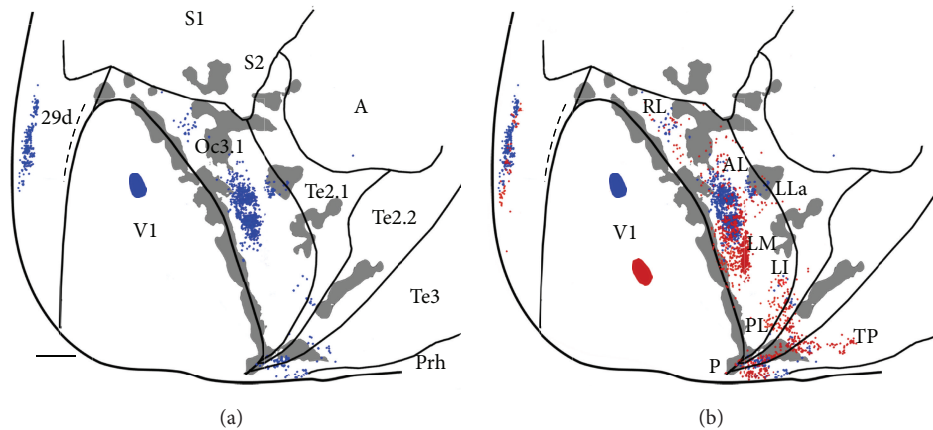 S1
S2
A
29d
Oc3.1
Te2.1
Te2.2
V1
Te3
Prh
(a)
RL
AL
LLa
V1
LM
LI
PL
TP
P
(b)